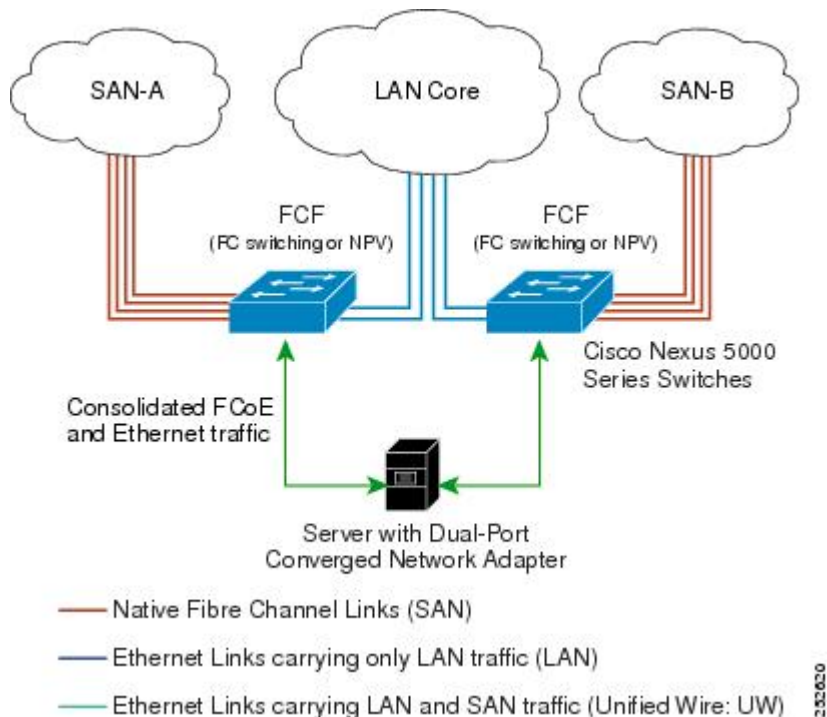 SAN-A
LAN Core
SAN-B
FCF
(FC switching or NPV)
FCF
(FC switching or NPV)
Cisco Nexus 5000
Series Switches
Consolidated FCoE
and Ethernet traffic
Server with Dual-Port
Converged Network Adapter
Native Fibre Channel Links (SAN)
Ethernet Links carrying only LAN traffic (LAN)
Ethernet Links carrying LAN and SAN traffic (Unified Wire: UW)
252620